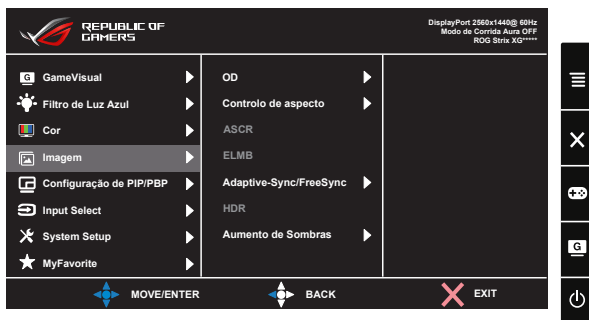 REPUBLIC OF
GAMERS
DisplayPort 2560x1440@ 60Hz
Modo de Corrida Aura OFF
ROG Strix XG*****
G GameVisual
Filtro de Luz Azul
Cor
Imagem
Configuração de PIP/PBP
Input Select
System Setup
MyFavorite
OD
Controlo de aspecto
ASCR
ELMB
Adaptive-Sync/FreeSync
HDR
Aumento de Sombras
MOVE/ENTER
BACK
EXIT
G